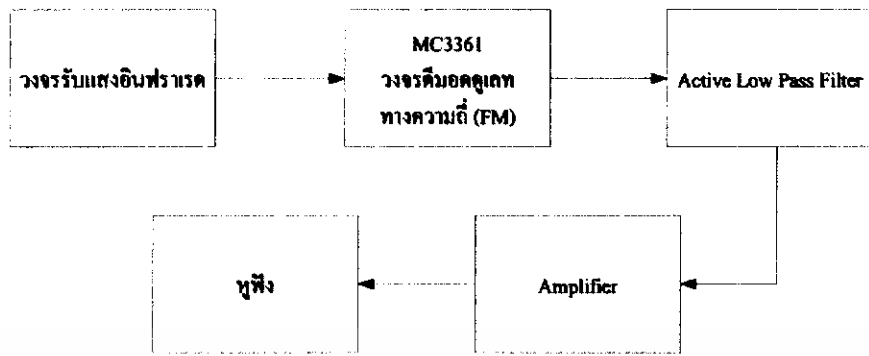 วงจรรับแสงอินฟราเรด
MC3361
วงจรดีมอดดูเลท
ทางความถี่ (FM)
Active Low Pass Filter
หูฟัง
Amplifier